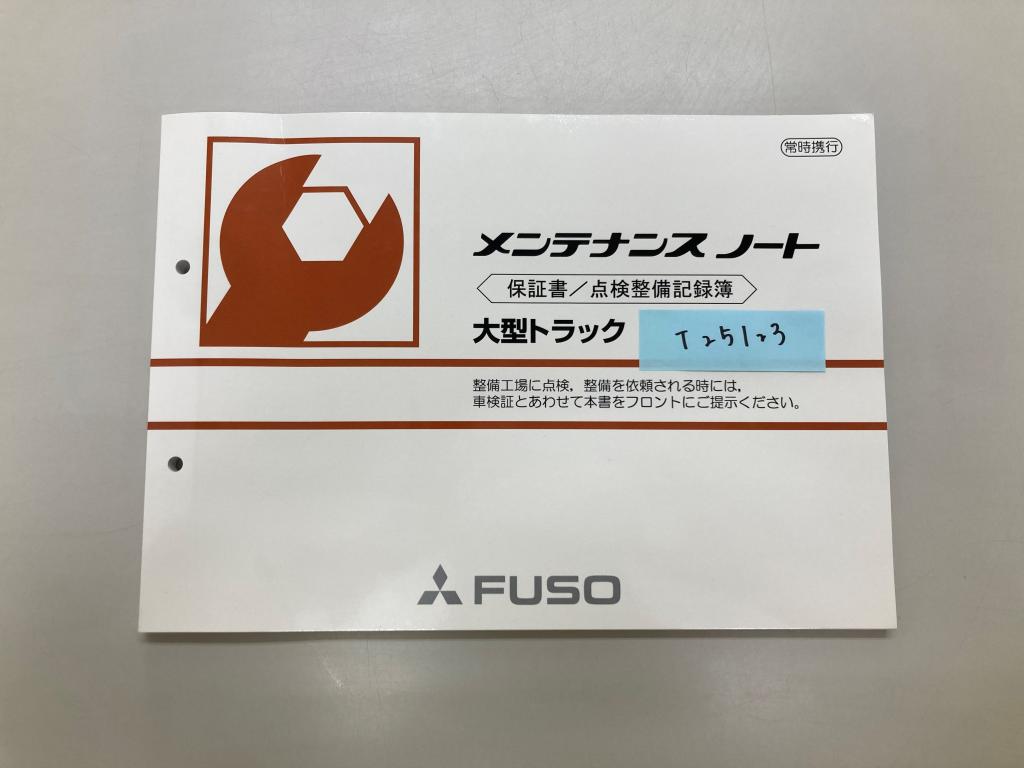 常時携行
メンテナンス ノート
保証書／点検整備記録簿
大型トラック
T25123
整備工場に点検，整備を依頼される時には，
車検証とあわせて本書をフロントにご提示ください。
FUSO